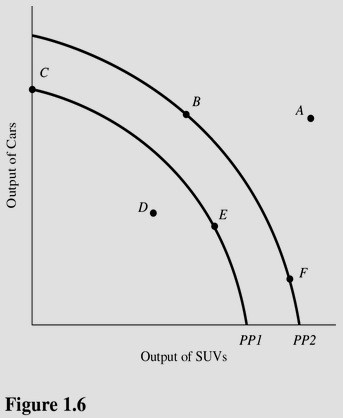 C
B
A
Output of Cars
D
E
F
PP1 PP2
Output of SUVs
Figure 1.6